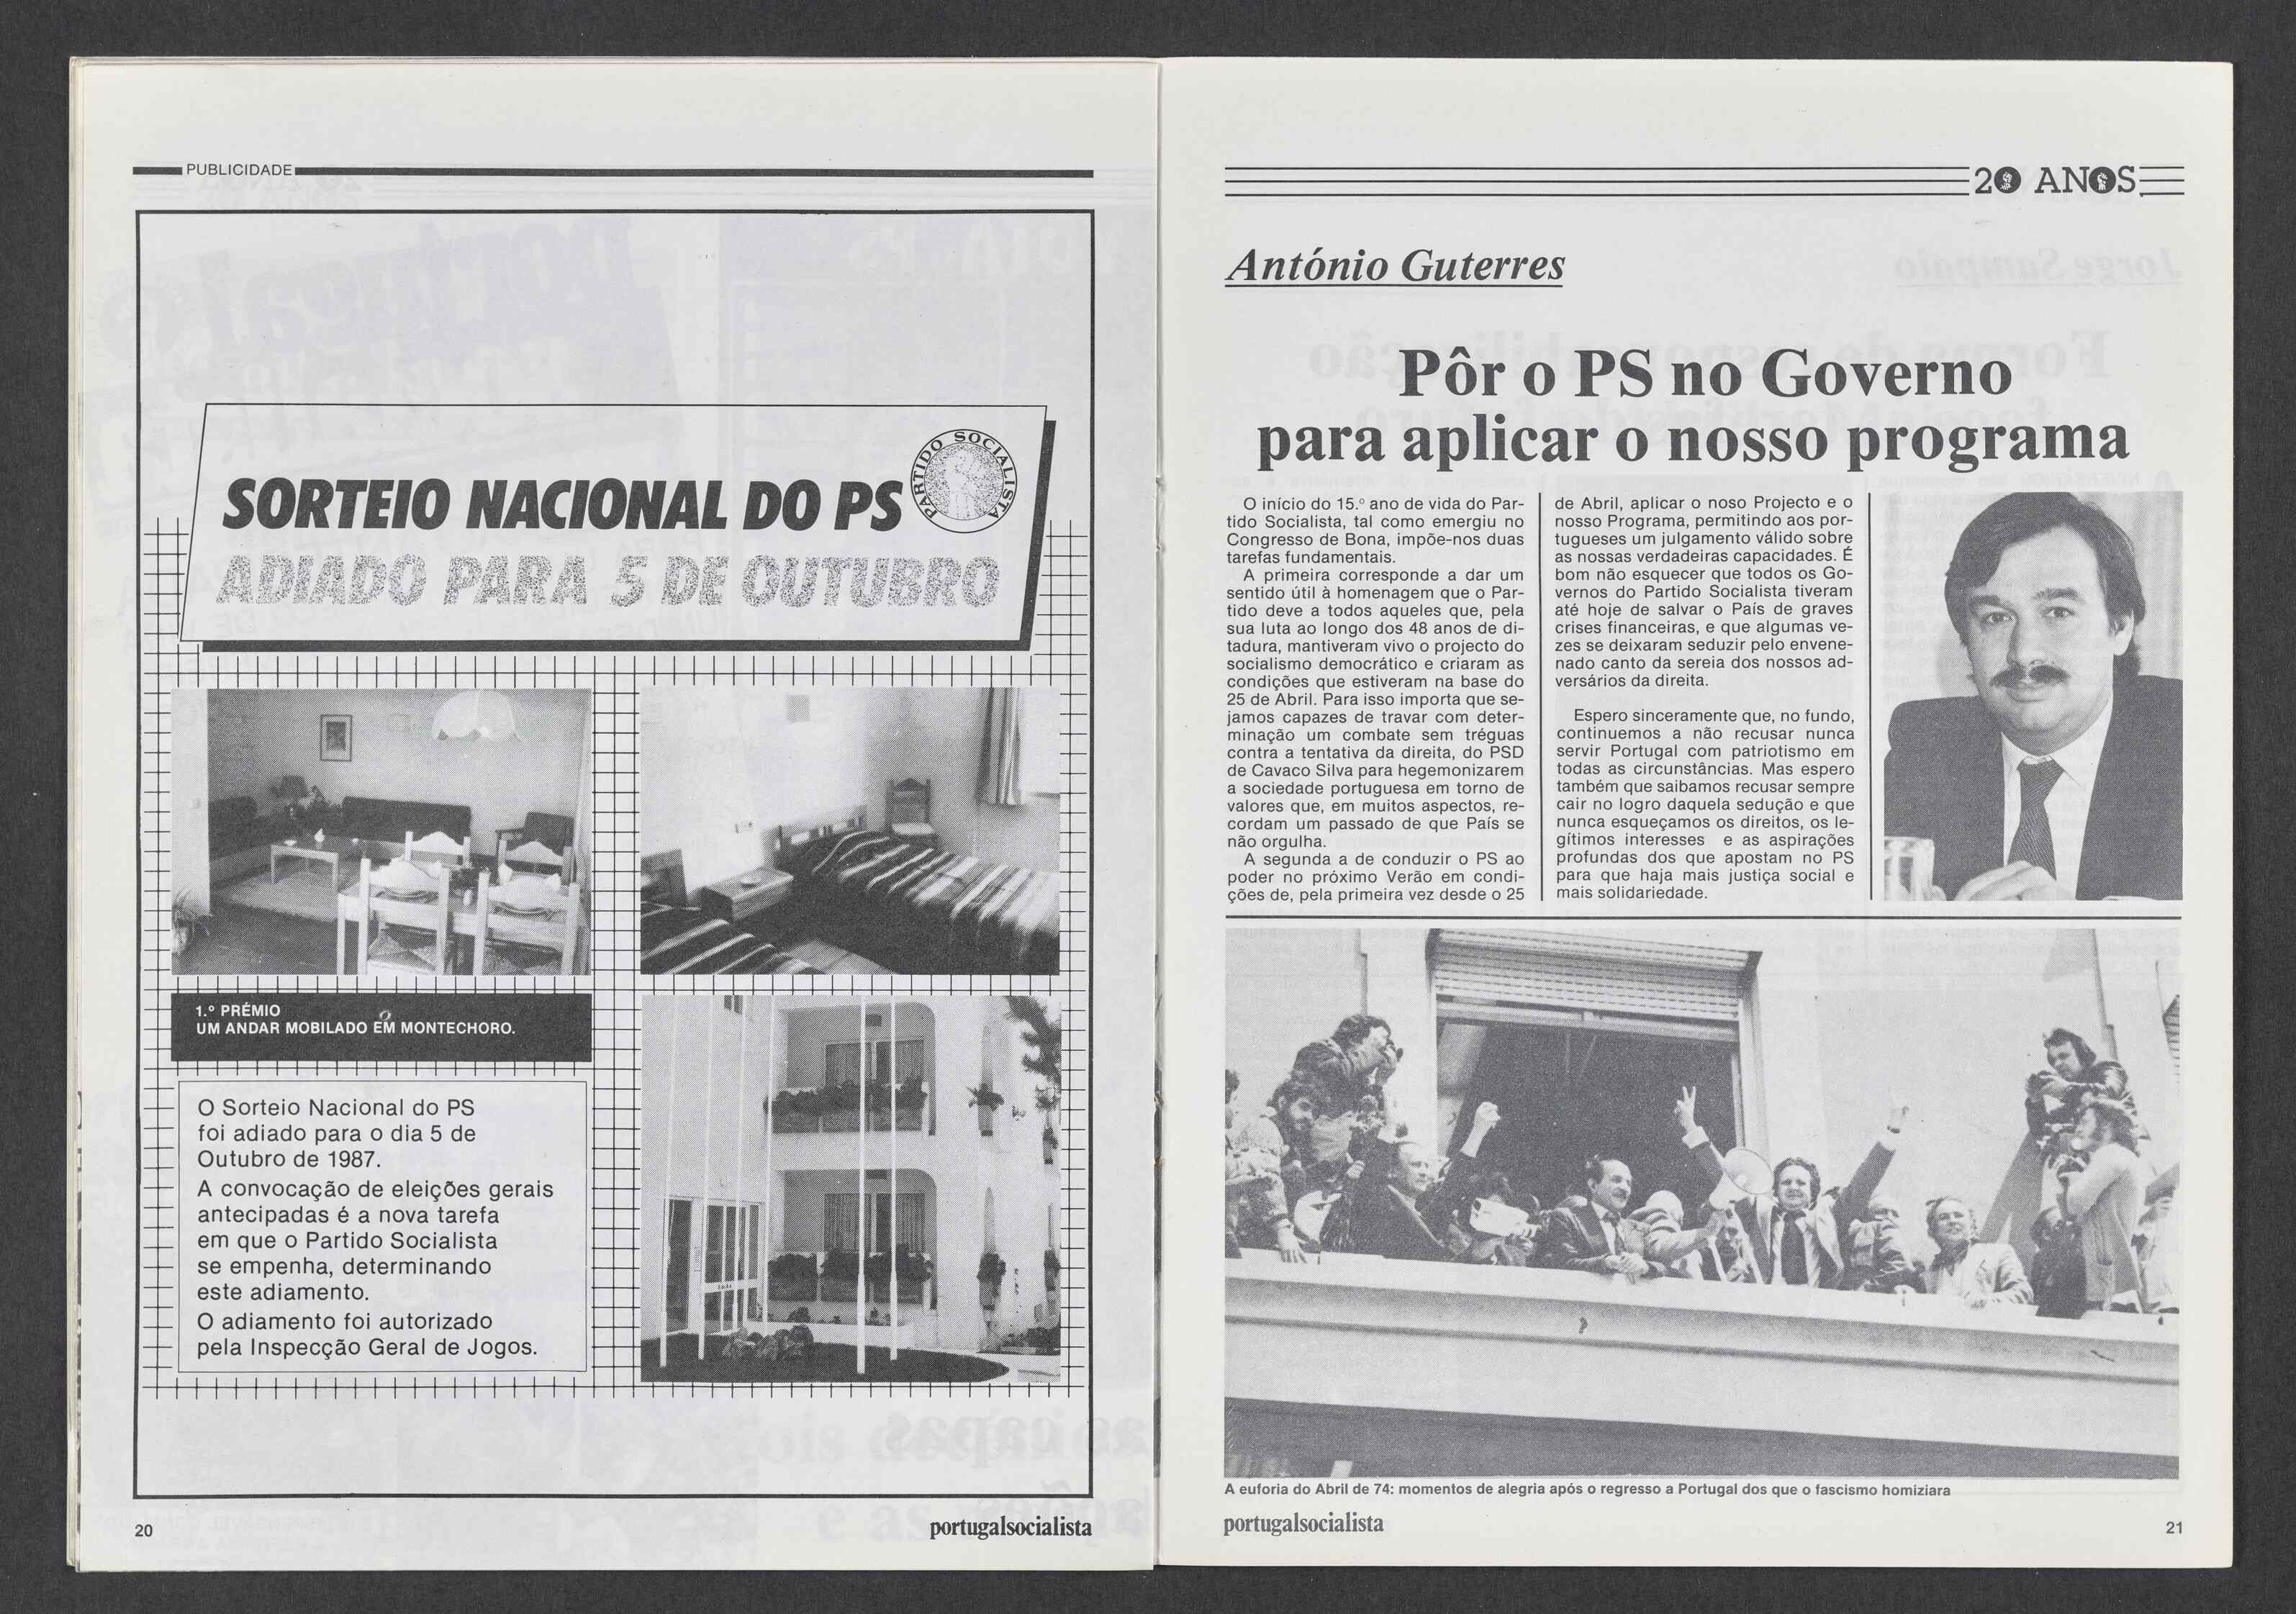 PUBLICIDADE
PARTIDO SOCIALISTA
SORTEIO NACIONAL DO PS
ADIADO PARA 5 DE OUTUBRO
1.º PRÉMIO
UM ANDAR MOBILADO EM MONTECHORO.
O Sorteio Nacional do PS
foi adiado para o dia 5 de
Outubro de 1987.
A convocação de eleições gerais
antecipadas é a nova tarefa
em que o Partido Socialista
se empenha, determinando
este adiamento.
O adiamento foi autorizado
pela Inspecção Geral de Jogos.
20
portugalsocialista
20 ANOS
António Guterres
Pôr o PS no Governo
para aplicar o nosso programa
O início do 15.º ano de vida do Par-
tido Socialista, tal como emergiu no
Congresso de Bona, impõe-nos duas
tarefas fundamentais.
A primeira corresponde a dar um
sentido útil à homenagem que o Par-
tido deve a todos aqueles que, pela
sua luta ao longo dos 48 anos de di-
tadura, mantiveram vivo o projecto do
socialismo democrático e criaram as
condições que estiveram na base do
25 de Abril. Para isso importa que se-
jamos capazes de travar com deter-
minação um combate sem tréguas
contra a tentativa da direita, do PSD
de Cavaco Silva para hegemonizarem
a sociedade portuguesa em torno de
valores que, em muitos aspectos, re-
cordam um passado de que País se
não orgulha.
A segunda a de conduzir o PS ao
poder no próximo Verão em condi-
ções de, pela primeira vez desde o 25
de Abril, aplicar o noso Projecto e o
nosso Programa, permitindo aos por-
tugueses um julgamento válido sobre
as nossas verdadeiras capacidades. É
bom não esquecer que todos os Go-
vernos do Partido Socialista tiveram
até hoje de salvar o País de graves
crises financeiras, e que algumas ve-
zes se deixaram seduzir pelo envene-
nado canto da sereia dos nossos ad-
versários da direita.
Espero sinceramente que, no fundo,
continuemos a não recusar nunca
servir Portugal com patriotismo em
todas as circunstâncias. Mas espero
também que saibamos recusar sempre
cair no logro daquela sedução e que
nunca esqueçamos os direitos, os le-
gítimos interesses e as aspirações
profundas dos que apostam no PS
para que haja mais justiça social e
mais solidariedade.
A euforia do Abril de 74: momentos de alegria após o regresso a Portugal dos que o fascismo homiziara
portugalsocialista
21